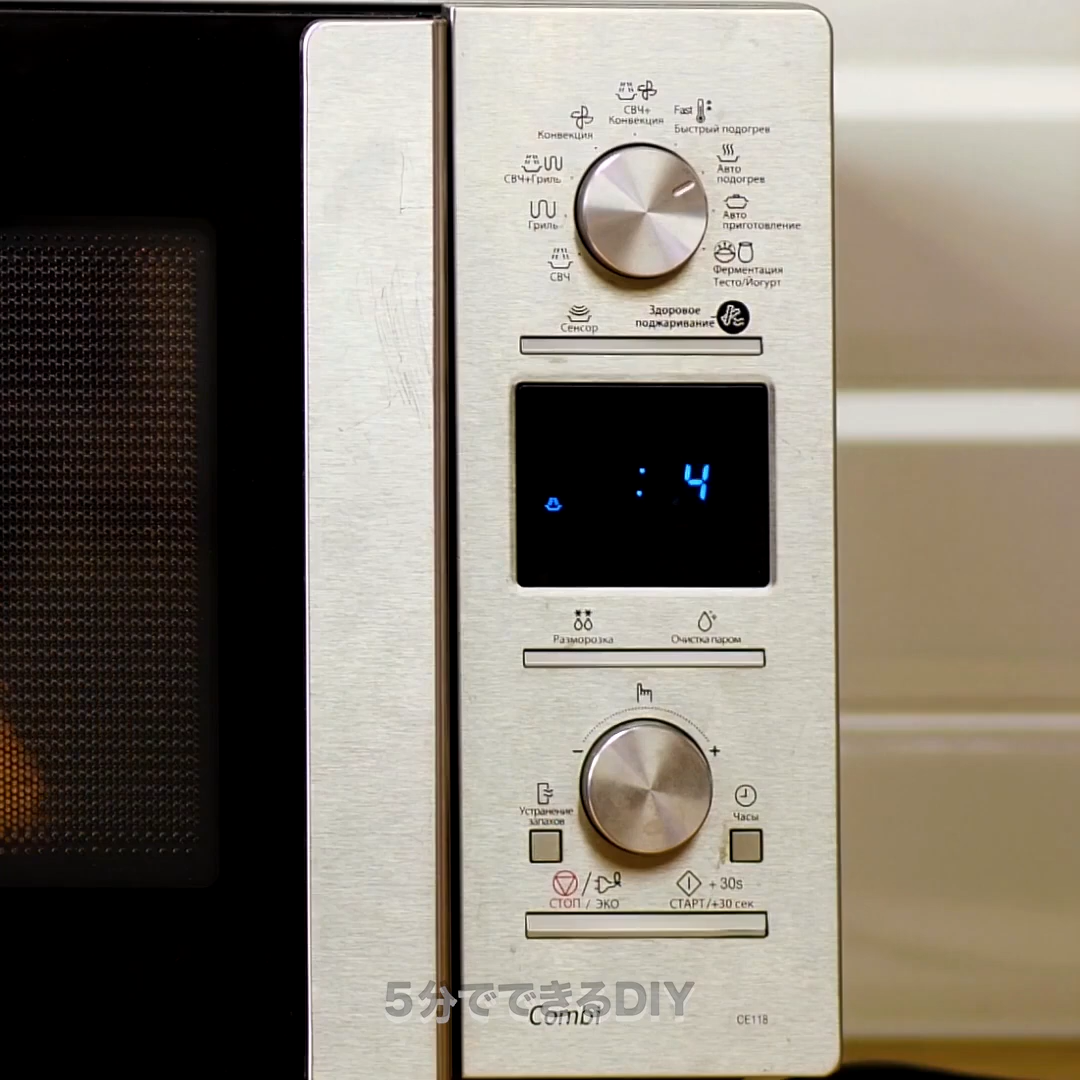 СВЧ+
Конвекция
Fast
Быстрый подогрев
Конвекция
Авто
подогрев
СВЧ+Гриль
Авто
приготовление
Гриль
Ферментация
Тесто/Йогурт
СВЧ
Здоровое
поджаривание
Сенсор
: 4
Разморозка
Очистка паром
− +
Устранение
запахов
Часы
/ + 30s
СТОП / ЭКО СТАРТ/+30 сек
5分でできるDIY
Combi
CE118